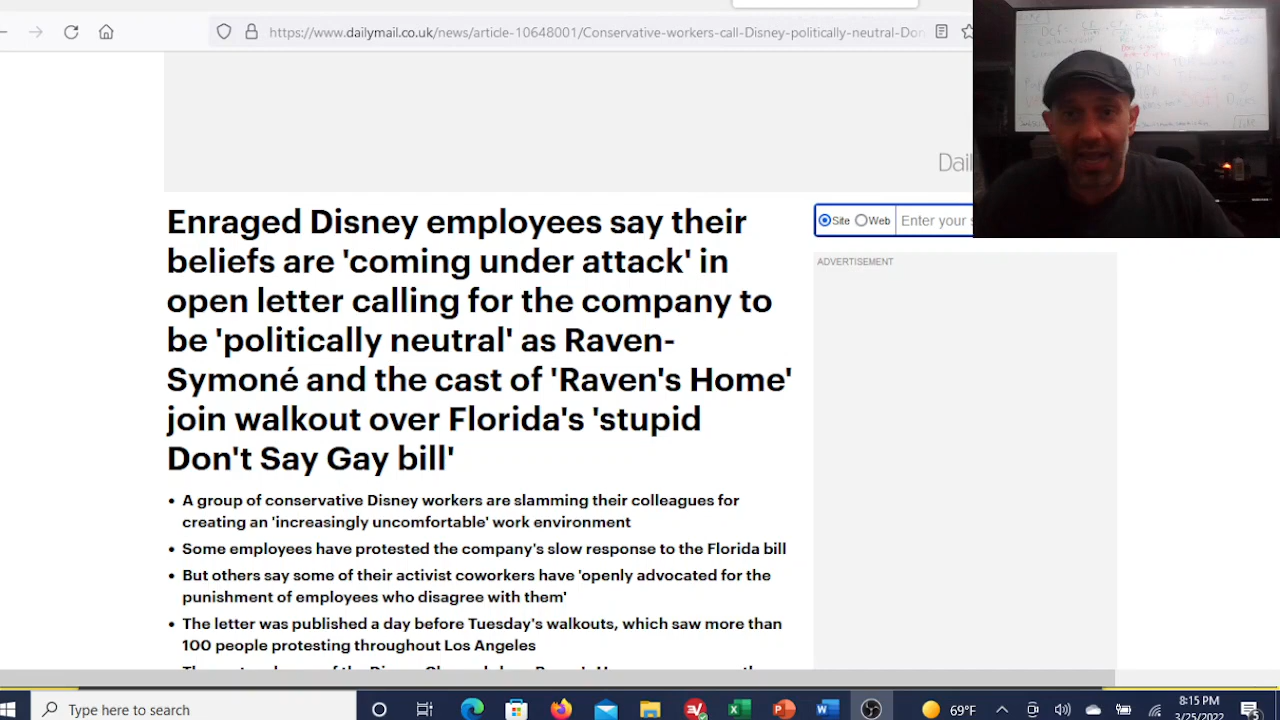 https://www.dailymail.co.uk/news/article-10648001/Conservative-workers-call-Disney-politically-neutral-Don
Enraged Disney employees say their
beliefs are 'coming under attack' in
open letter calling for the company to
be 'politically neutral' as Raven-
Symoné and the cast of 'Raven's Home'
join walkout over Florida's 'stupid
Don't Say Gay bill'
• A group of conservative Disney workers are slamming their colleagues for
creating an 'increasingly uncomfortable' work environment
• Some employees have protested the company's slow response to the Florida bill
• But others say some of their activist coworkers have 'openly advocated for the
punishment of employees who disagree with them'
• The letter was published a day before Tuesday's walkouts, which saw more than
100 people protesting throughout Los Angeles
Dail
Site Web Enter your s
ADVERTISEMENT
Type here to search
69°F
8:15 PM
3/25/2022
5